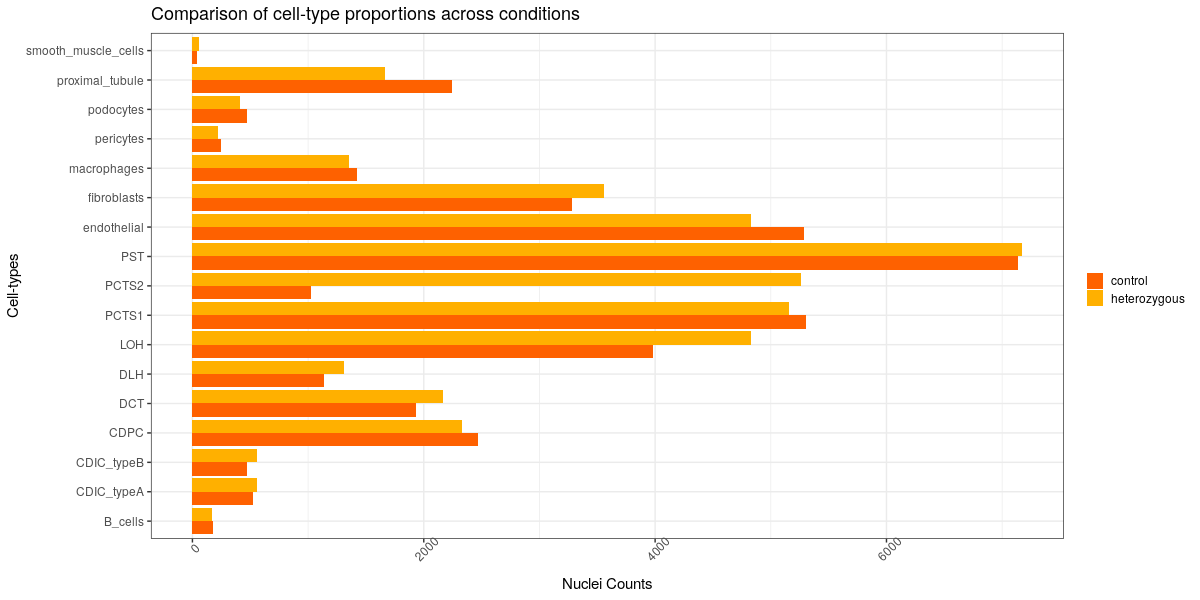 Comparison of cell-type proportions across conditions
smooth_muscle_cells
proximal_tubule
podocytes
pericytes
macrophages
fibroblasts
endothelial
PST
PCTS2
PCTS1
LOH
DLH
DCT
CDPC
CDIC_typeB
CDIC_typeA
B_cells
Cell-types
0
2000
4000
6000
Nuclei Counts
control
heterozygous